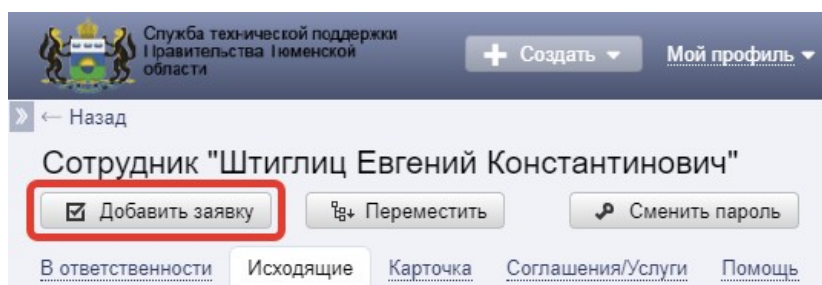 Служба технической поддержки
Правительства Тюменской
области
Создать
Мой профиль
← Назад
Сотрудник "Штиглиц Евгений Константинович"
Добавить заявку
Переместить
Сменить пароль
В ответственности
Исходящие
Карточка
Соглашения/Услуги
Помощь